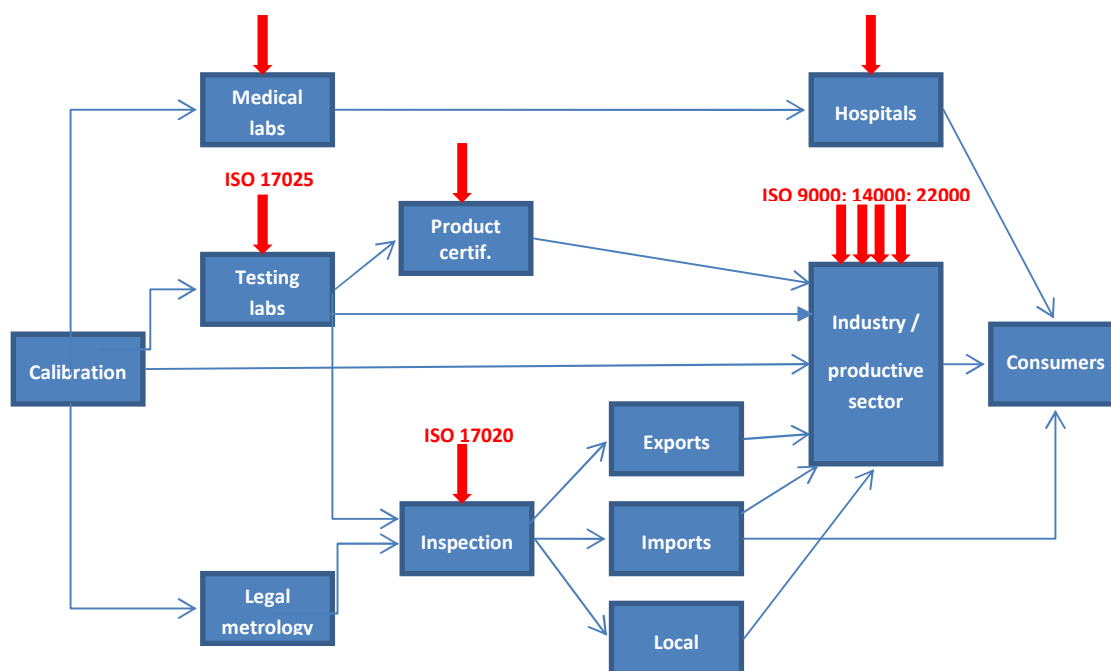 Medical
labs
Hospitals
ISO 17025
ISO 9000; 14000; 22000
Product
certif.
Testing
labs
Industry /
productive
sector
Calibration
Consumers
ISO 17020
Exports
Inspection
Imports
Legal
metrology
Local